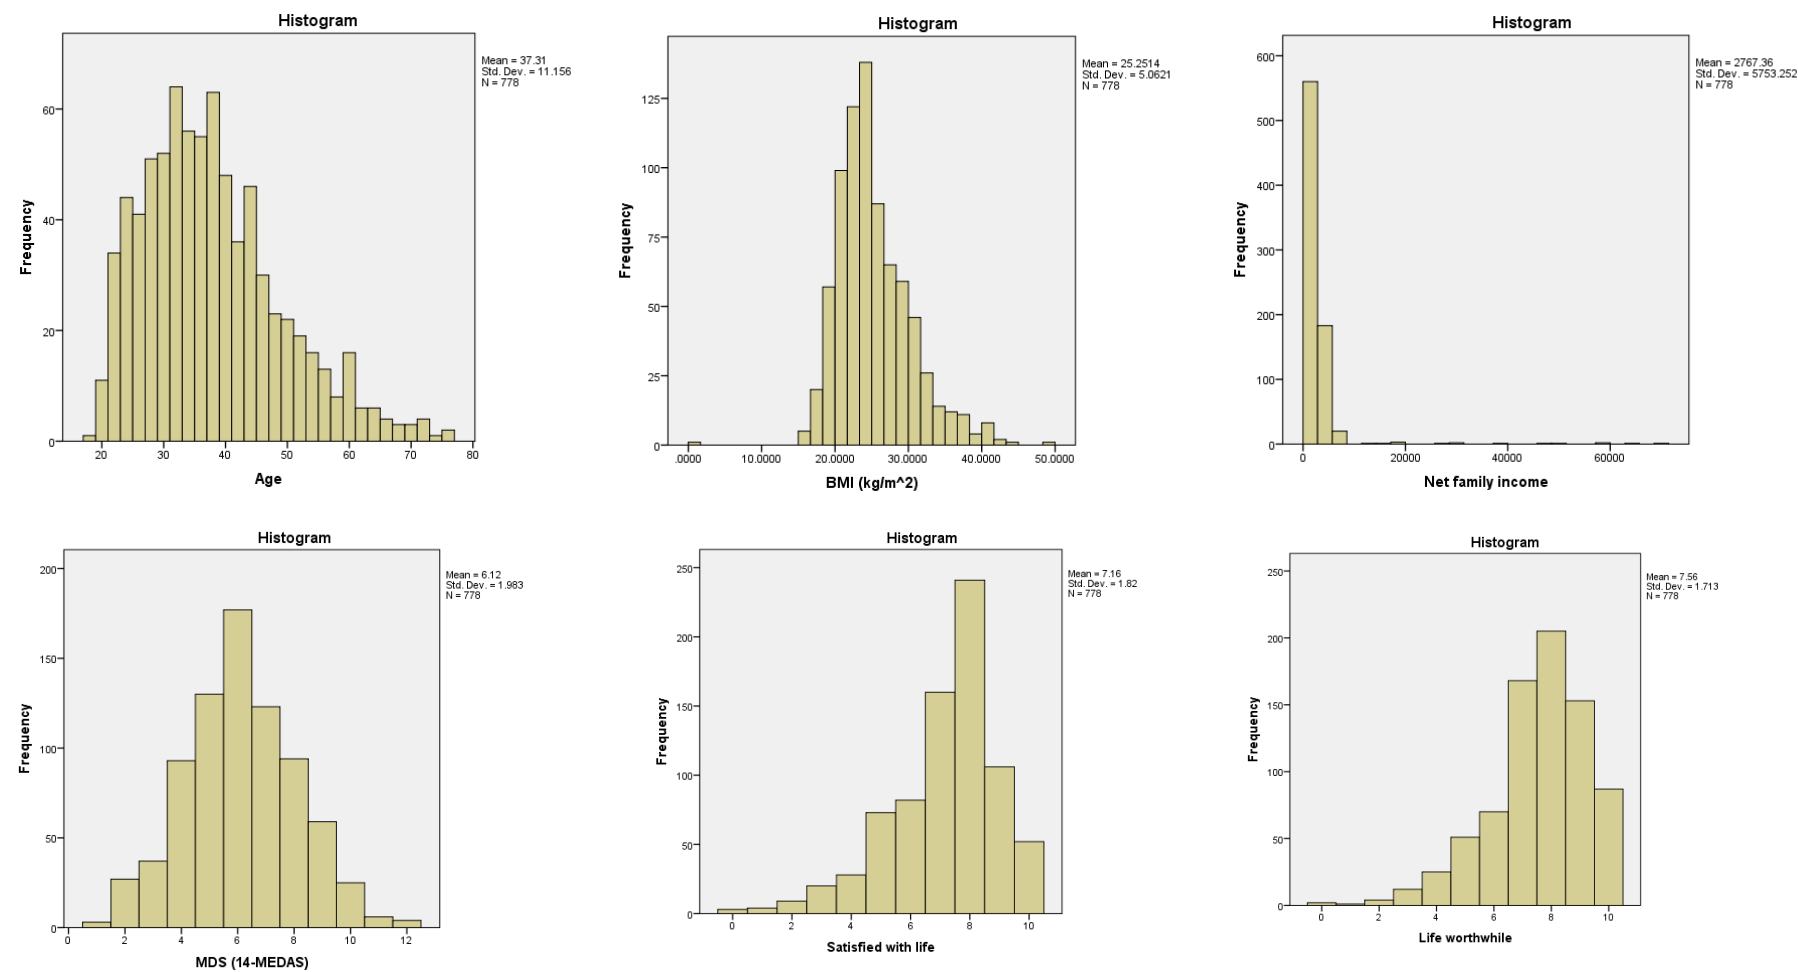 Histogram
Mean = 37.31
Std. Dev. = 11.156
N = 778
Frequency
60
40
20
0
20 30 40 50 60 70 80
Age
Histogram
Mean = 25.2514
Std. Dev. = 5.0621
N = 778
Frequency
125
100
75
50
25
0
.0000 10.0000 20.0000 30.0000 40.0000 50.0000
BMI (kg/m^2)
Histogram
Mean = 2767.36
Std. Dev. = 5753.252
N = 778
Frequency
600
500
400
300
200
100
0
0 20000 40000 60000
Net family income
Histogram
Mean = 6.12
Std. Dev. = 1.983
N = 778
Frequency
200
150
100
50
0
0 2 4 6 8 10 12
MDS (14-MEDAS)
Histogram
Mean = 7.16
Std. Dev. = 1.82
N = 778
Frequency
250
200
150
100
50
0
0 2 4 6 8 10
Satisfied with life
Histogram
Mean = 7.56
Std. Dev. = 1.713
N = 778
Frequency
250
200
150
100
50
0
0 2 4 6 8 10
Life worthwhile